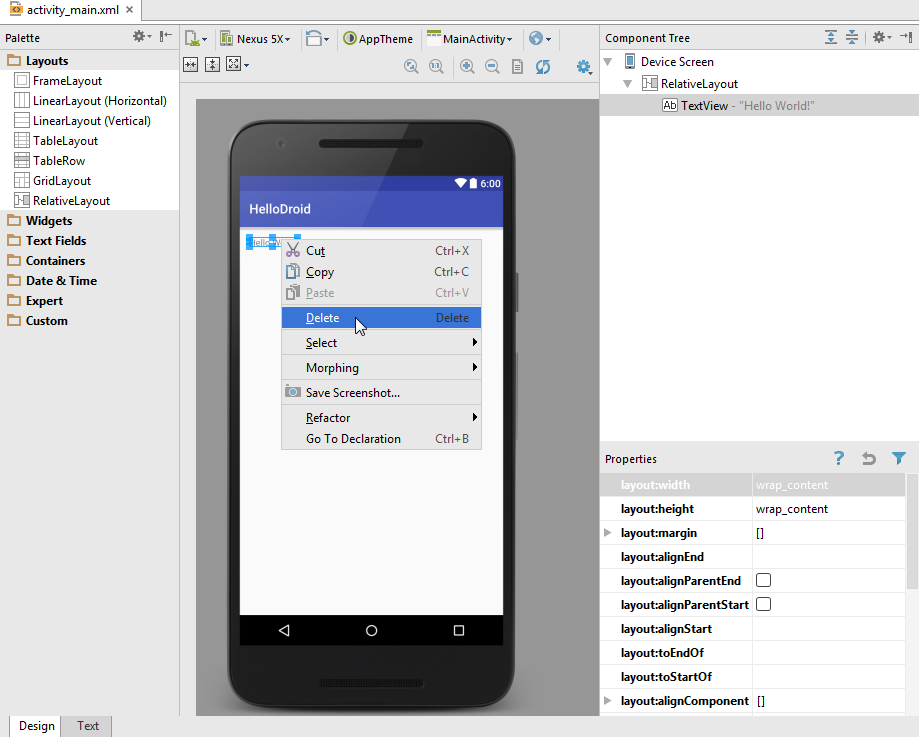 activity_main.xml
Palette
Layouts
FrameLayout
LinearLayout (Horizontal)
LinearLayout (Vertical)
TableLayout
TableRow
GridLayout
RelativeLayout
Widgets
Text Fields
Containers
Date & Time
Expert
Custom
Nexus 5X
AppTheme
MainActivity
6:00
HelloDroid
Cut Ctrl+X
Copy Ctrl+C
Paste Ctrl+V
Delete Delete
Select
Morphing
Save Screenshot...
Refactor
Go To Declaration Ctrl+B
Component Tree
Device Screen
RelativeLayout
Ab TextView - "Hello World!"
Properties
?
layout:width wrap_content
layout:height wrap_content
layout:margin []
layout:alignEnd
layout:alignParentEnd
layout:alignParentStart
layout:alignStart
layout:toEndOf
layout:toStartOf
layout:alignComponent []
Design Text